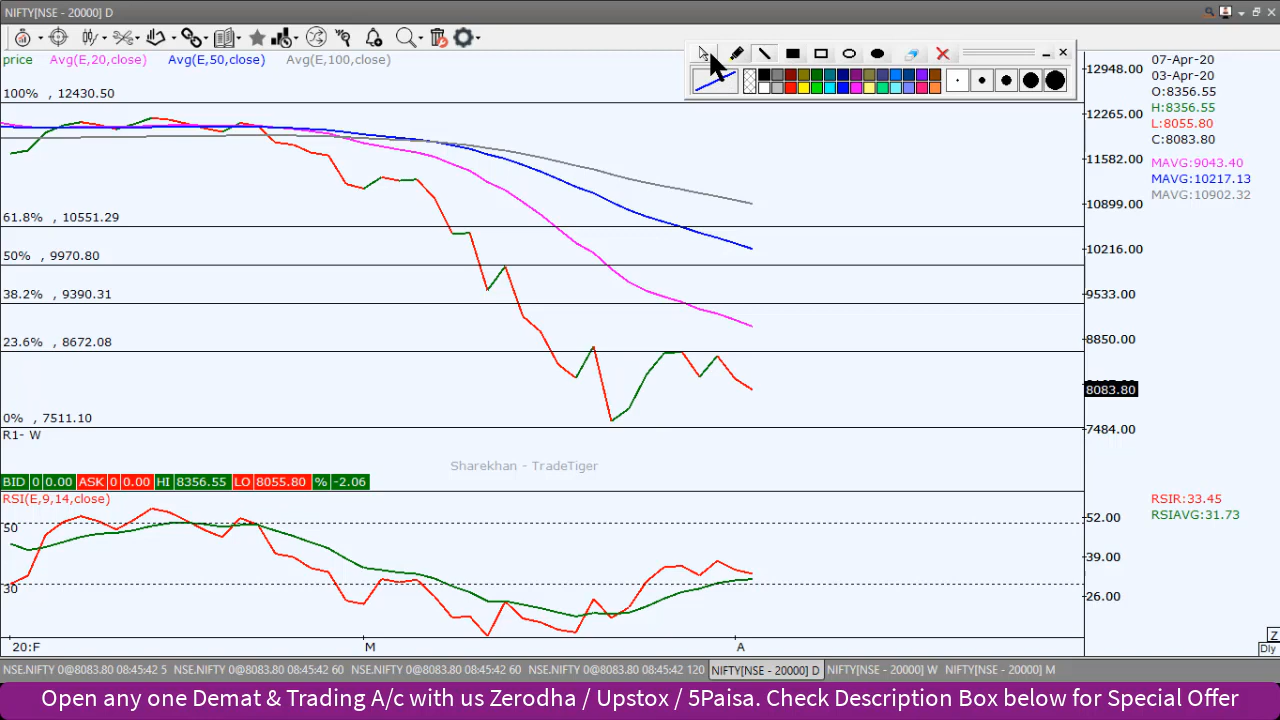 NIFTY[NSE - 20000] D
price Avg(E,20,close) Avg(E,50,close) Avg(E,100,close)
07-Apr-20
03-Apr-20
O:8356.55
H:8356.55
L:8055.80
C:8083.80
MAVG:9043.40
MAVG:10217.13
MAVG:10902.32
12948.00
12265.00
11582.00
10899.00
10216.00
9533.00
8850.00
8083.80
7484.00
100% , 12430.50
61.8% , 10551.29
50% , 9970.80
38.2% , 9390.31
23.6% , 8672.08
0% , 7511.10
R1- W
Sharekhan - TradeTiger
BID 0 0.00 ASK 0 0.00 HI 8356.55 LO 8055.80 % -2.06
RSI(E,9,14,close)
50
30
RSIR:33.45
RSIAVG:31.73
52.00
39.00
26.00
20:F M A
Z
Dly
NSE.NIFTY 0@8083.80 08:45:42 5 NSE.NIFTY 0@8083.80 08:45:42 60 NSE.NIFTY 0@8083.80 08:45:42 60 NSE.NIFTY 0@8083.80 08:45:42 120 NIFTY[NSE - 20000] D NIFTY[NSE - 20000] W NIFTY[NSE - 20000] M
Open any one Demat & Trading A/c with us Zerodha / Upstox / 5Paisa. Check Description Box below for Special Offer